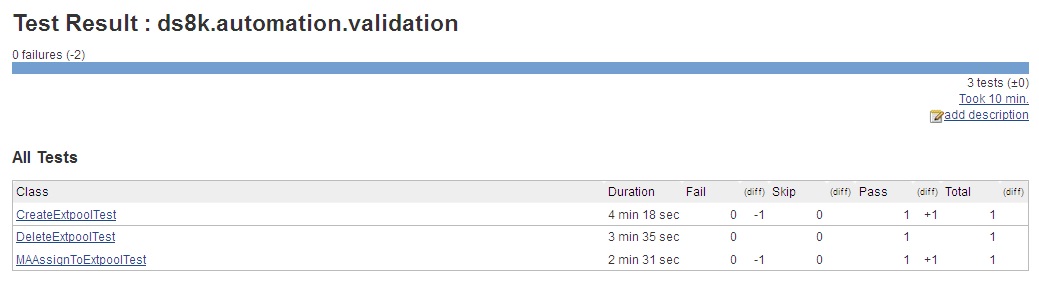 Test Result : ds8k.automation.validation
0 failures (-2)
3 tests (±0)
Took 10 min.
add description
All Tests
Class Duration Fail (diff) Skip (diff) Pass (diff) Total (diff)
CreateExtpoolTest 4 min 18 sec 0 -1 0 1 +1 1
DeleteExtpoolTest 3 min 35 sec 0 0 1 1
MAAssignToExtpoolTest 2 min 31 sec 0 -1 0 1 +1 1